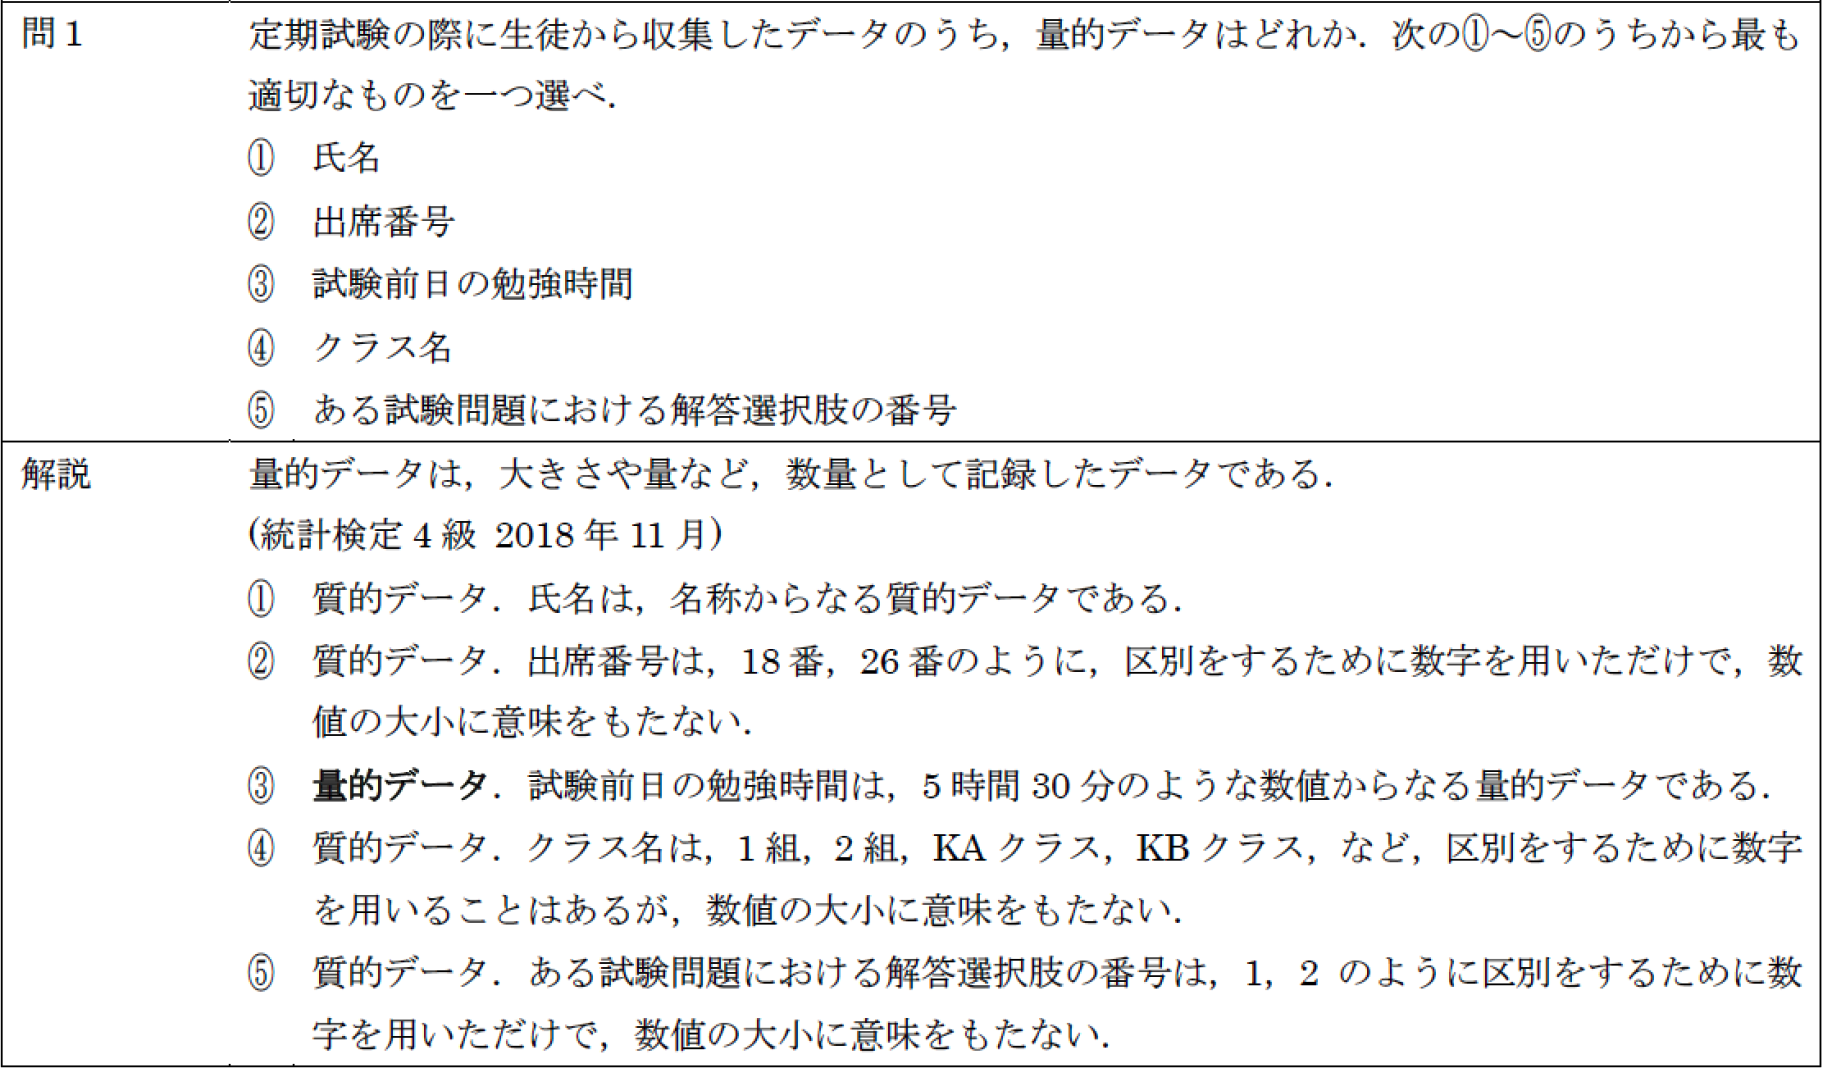 問1 定期試験の際に生徒から収集したデータのうち，量的データはどれか．次の①～⑤のうちから最も
適切なものを一つ選べ．
① 氏名
② 出席番号
③ 試験前日の勉強時間
④ クラス名
⑤ ある試験問題における解答選択肢の番号
解説 量的データは，大きさや量など，数量として記録したデータである．
(統計検定4級 2018年11月)
① 質的データ．氏名は，名称からなる質的データである．
② 質的データ．出席番号は，18番，26番のように，区別をするために数字を用いただけで，数
値の大小に意味をもたない．
③ 量的データ．試験前日の勉強時間は，5時間30分のような数値からなる量的データである．
④ 質的データ．クラス名は，1組，2組，KAクラス，KBクラス，など，区別をするために数字
を用いることはあるが，数値の大小に意味をもたない．
⑤ 質的データ．ある試験問題における解答選択肢の番号は，1，2 のように区別をするために数
字を用いただけで，数値の大小に意味をもたない．